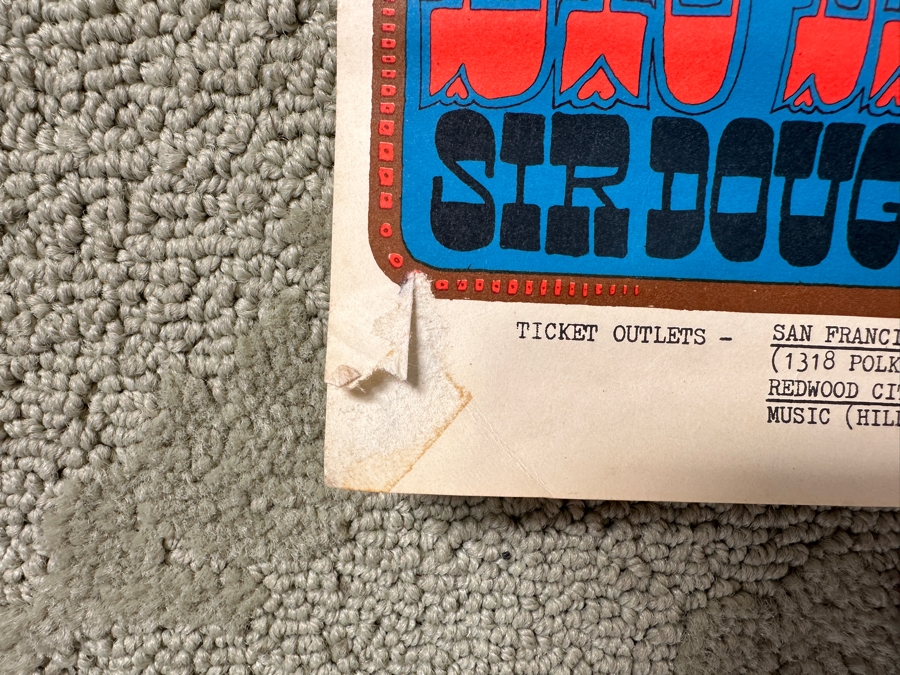 SIR DOUG
TICKET OUTLETS - SAN FRANCI
(1318 POLK
REDWOOD CI
MUSIC (HILL